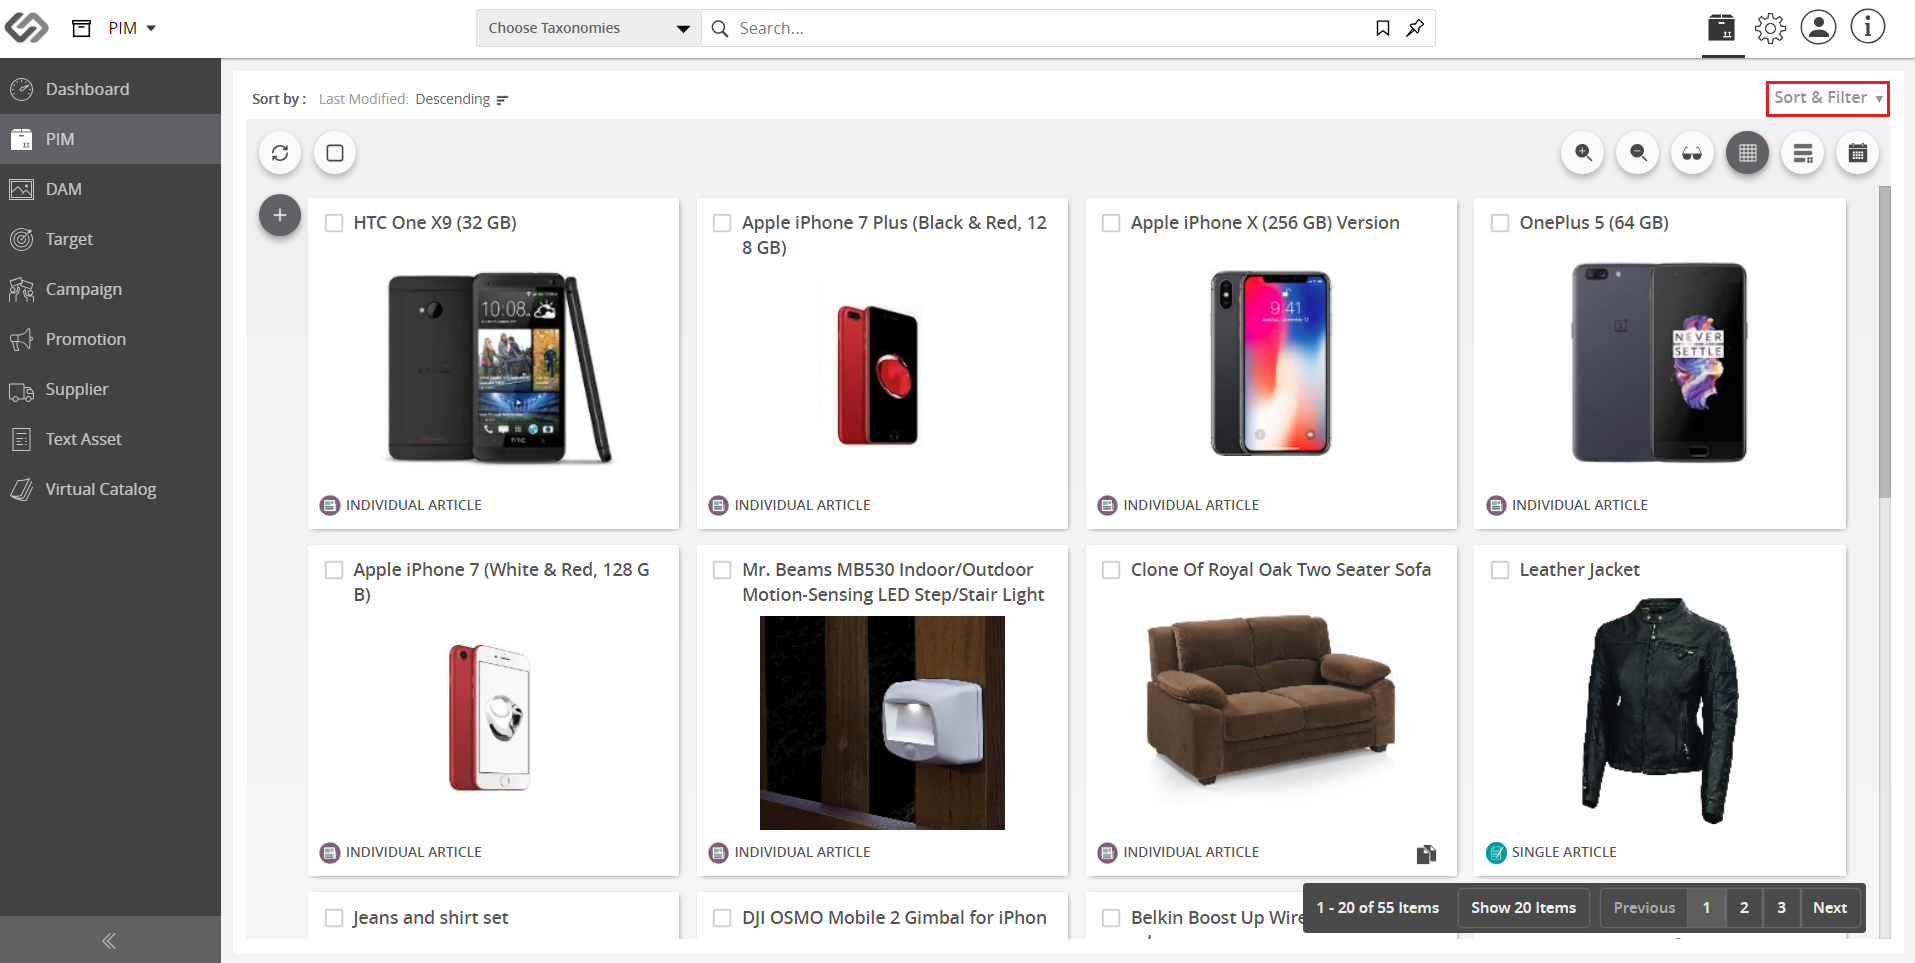 PIM
Choose Taxonomies
Search...
Dashboard
PIM
DAM
Target
Campaign
Promotion
Supplier
Text Asset
Virtual Catalog
Sort by : Last Modified: Descending
Sort & Filter
HTC One X9 (32 GB)
10:08
hTC
INDIVIDUAL ARTICLE
Apple iPhone 7 Plus (Black & Red, 12
8 GB)
INDIVIDUAL ARTICLE
Apple iPhone X (256 GB) Version
9:41
INDIVIDUAL ARTICLE
OnePlus 5 (64 GB)
NEVER
SETTLE
INDIVIDUAL ARTICLE
Apple iPhone 7 (White & Red, 128 G
B)
INDIVIDUAL ARTICLE
Mr. Beams MB530 Indoor/Outdoor
Motion-Sensing LED Step/Stair Light
INDIVIDUAL ARTICLE
Clone Of Royal Oak Two Seater Sofa
INDIVIDUAL ARTICLE
Leather Jacket
SINGLE ARTICLE
Jeans and shirt set
DJI OSMO Mobile 2 Gimbal for iPhon
Belkin Boost Up
1 - 20 of 55 Items
Show 20 Items
Previous 1 2 3 Next